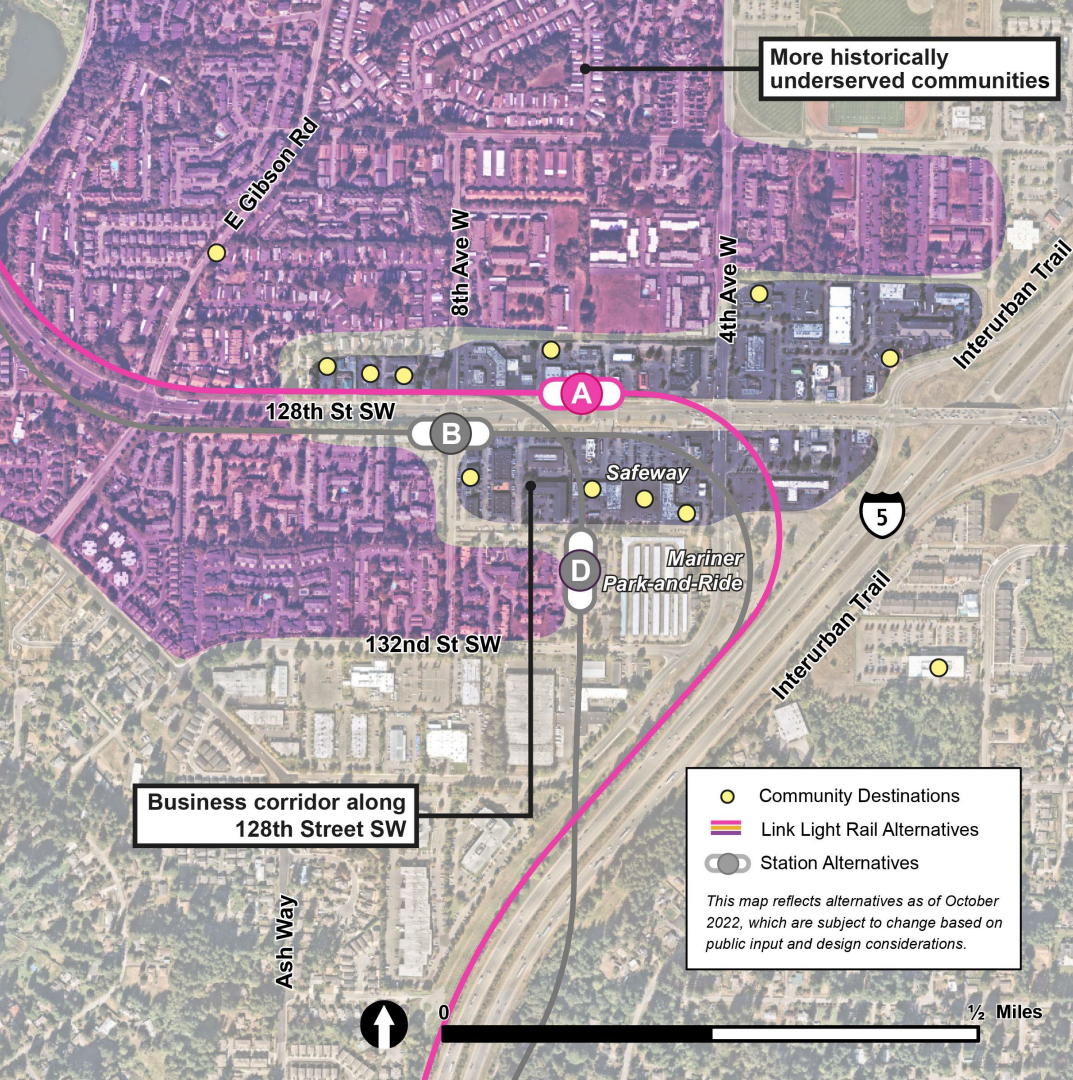 More historically
underserved communities
E Gibson Rd
8th Ave W
4th Ave W
Interurban Trail
A
128th St SW
B
Safeway
5
D
Mariner
Park-and-Ride
Interurban Trail
132nd St SW
Business corridor along
128th Street SW
Community Destinations
Link Light Rail Alternatives
Station Alternatives
This map reflects alternatives as of October
2022, which are subject to change based on
public input and design considerations.
Ash Way
0
½ Miles